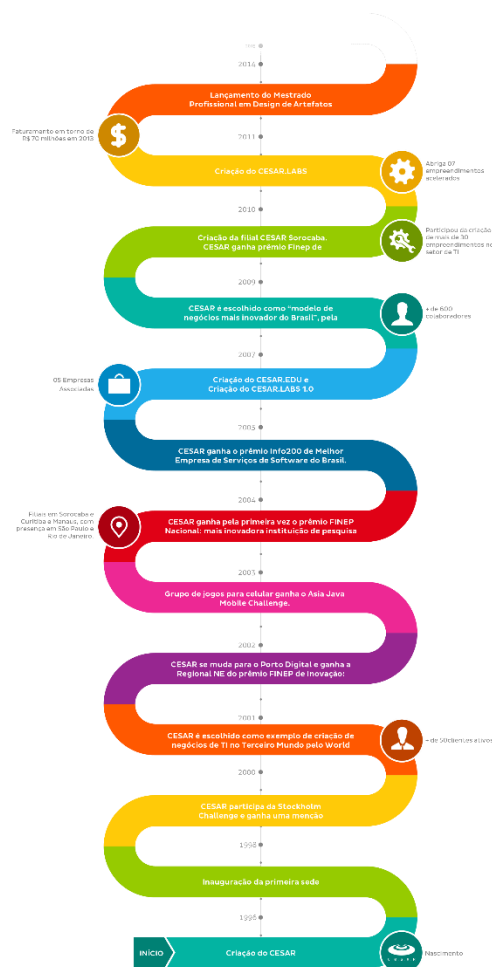 2014
Lançamento do Mestrado
Profissional em Design de Artefatos
Faturamento em torno de
R$ 70 milhões em 2013
2011
Criação do CESAR.LABS
Abriga 07
empreendimentos
acelerados
2010
Criação da filial CESAR Sorocaba.
CESAR ganha prêmio Finep de
Participou da criação
de mais de 30
empreendimentos no
setor de TI
2009
CESAR é escolhido como “modelo de
negócios mais inovador do Brasil”, pela
+ de 600
colaboradores
2007
05 Empresas
Associadas
Criação do CESAR.EDU e
Criação do CESAR.LABS 1.0
2005
CESAR ganha o prêmio Info200 de Melhor
Empresa de Serviços de Software do Brasil.
2004
Filiais em Sorocaba e
Curitiba e Manaus, com
presença em São Paulo e
Rio de Janeiro.
CESAR ganha pela primeira vez o prêmio FINEP
Nacional: mais inovadora instituição de pesquisa
2003
Grupo de jogos para celular ganha o Asia Java
Mobile Challenge.
2002
CESAR se muda para o Porto Digital e ganha a
Regional NE do prêmio FINEP de Inovação:
2001
CESAR é escolhido como exemplo de criação de
negócios de TI no Terceiro Mundo pelo World
+ de 50 clientes ativos
2000
CESAR participa da Stockholm
Challenge e ganha uma menção
1998
Inauguração da primeira sede
1996
INÍCIO
Criação do CESAR
CESAR
Nascimento